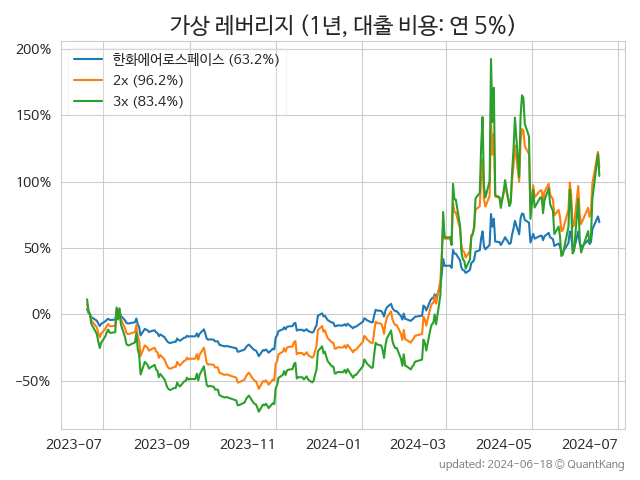 가상 레버리지 (1년, 대출 비용: 연 5%)
한화에어로스페이스 (63.2%)
2x (96.2%)
3x (83.4%)
200%
150%
100%
50%
0%
−50%
2023-07 2023-09 2023-11 2024-01 2024-03 2024-05 2024-07
updated: 2024-06-18 © QuantKang